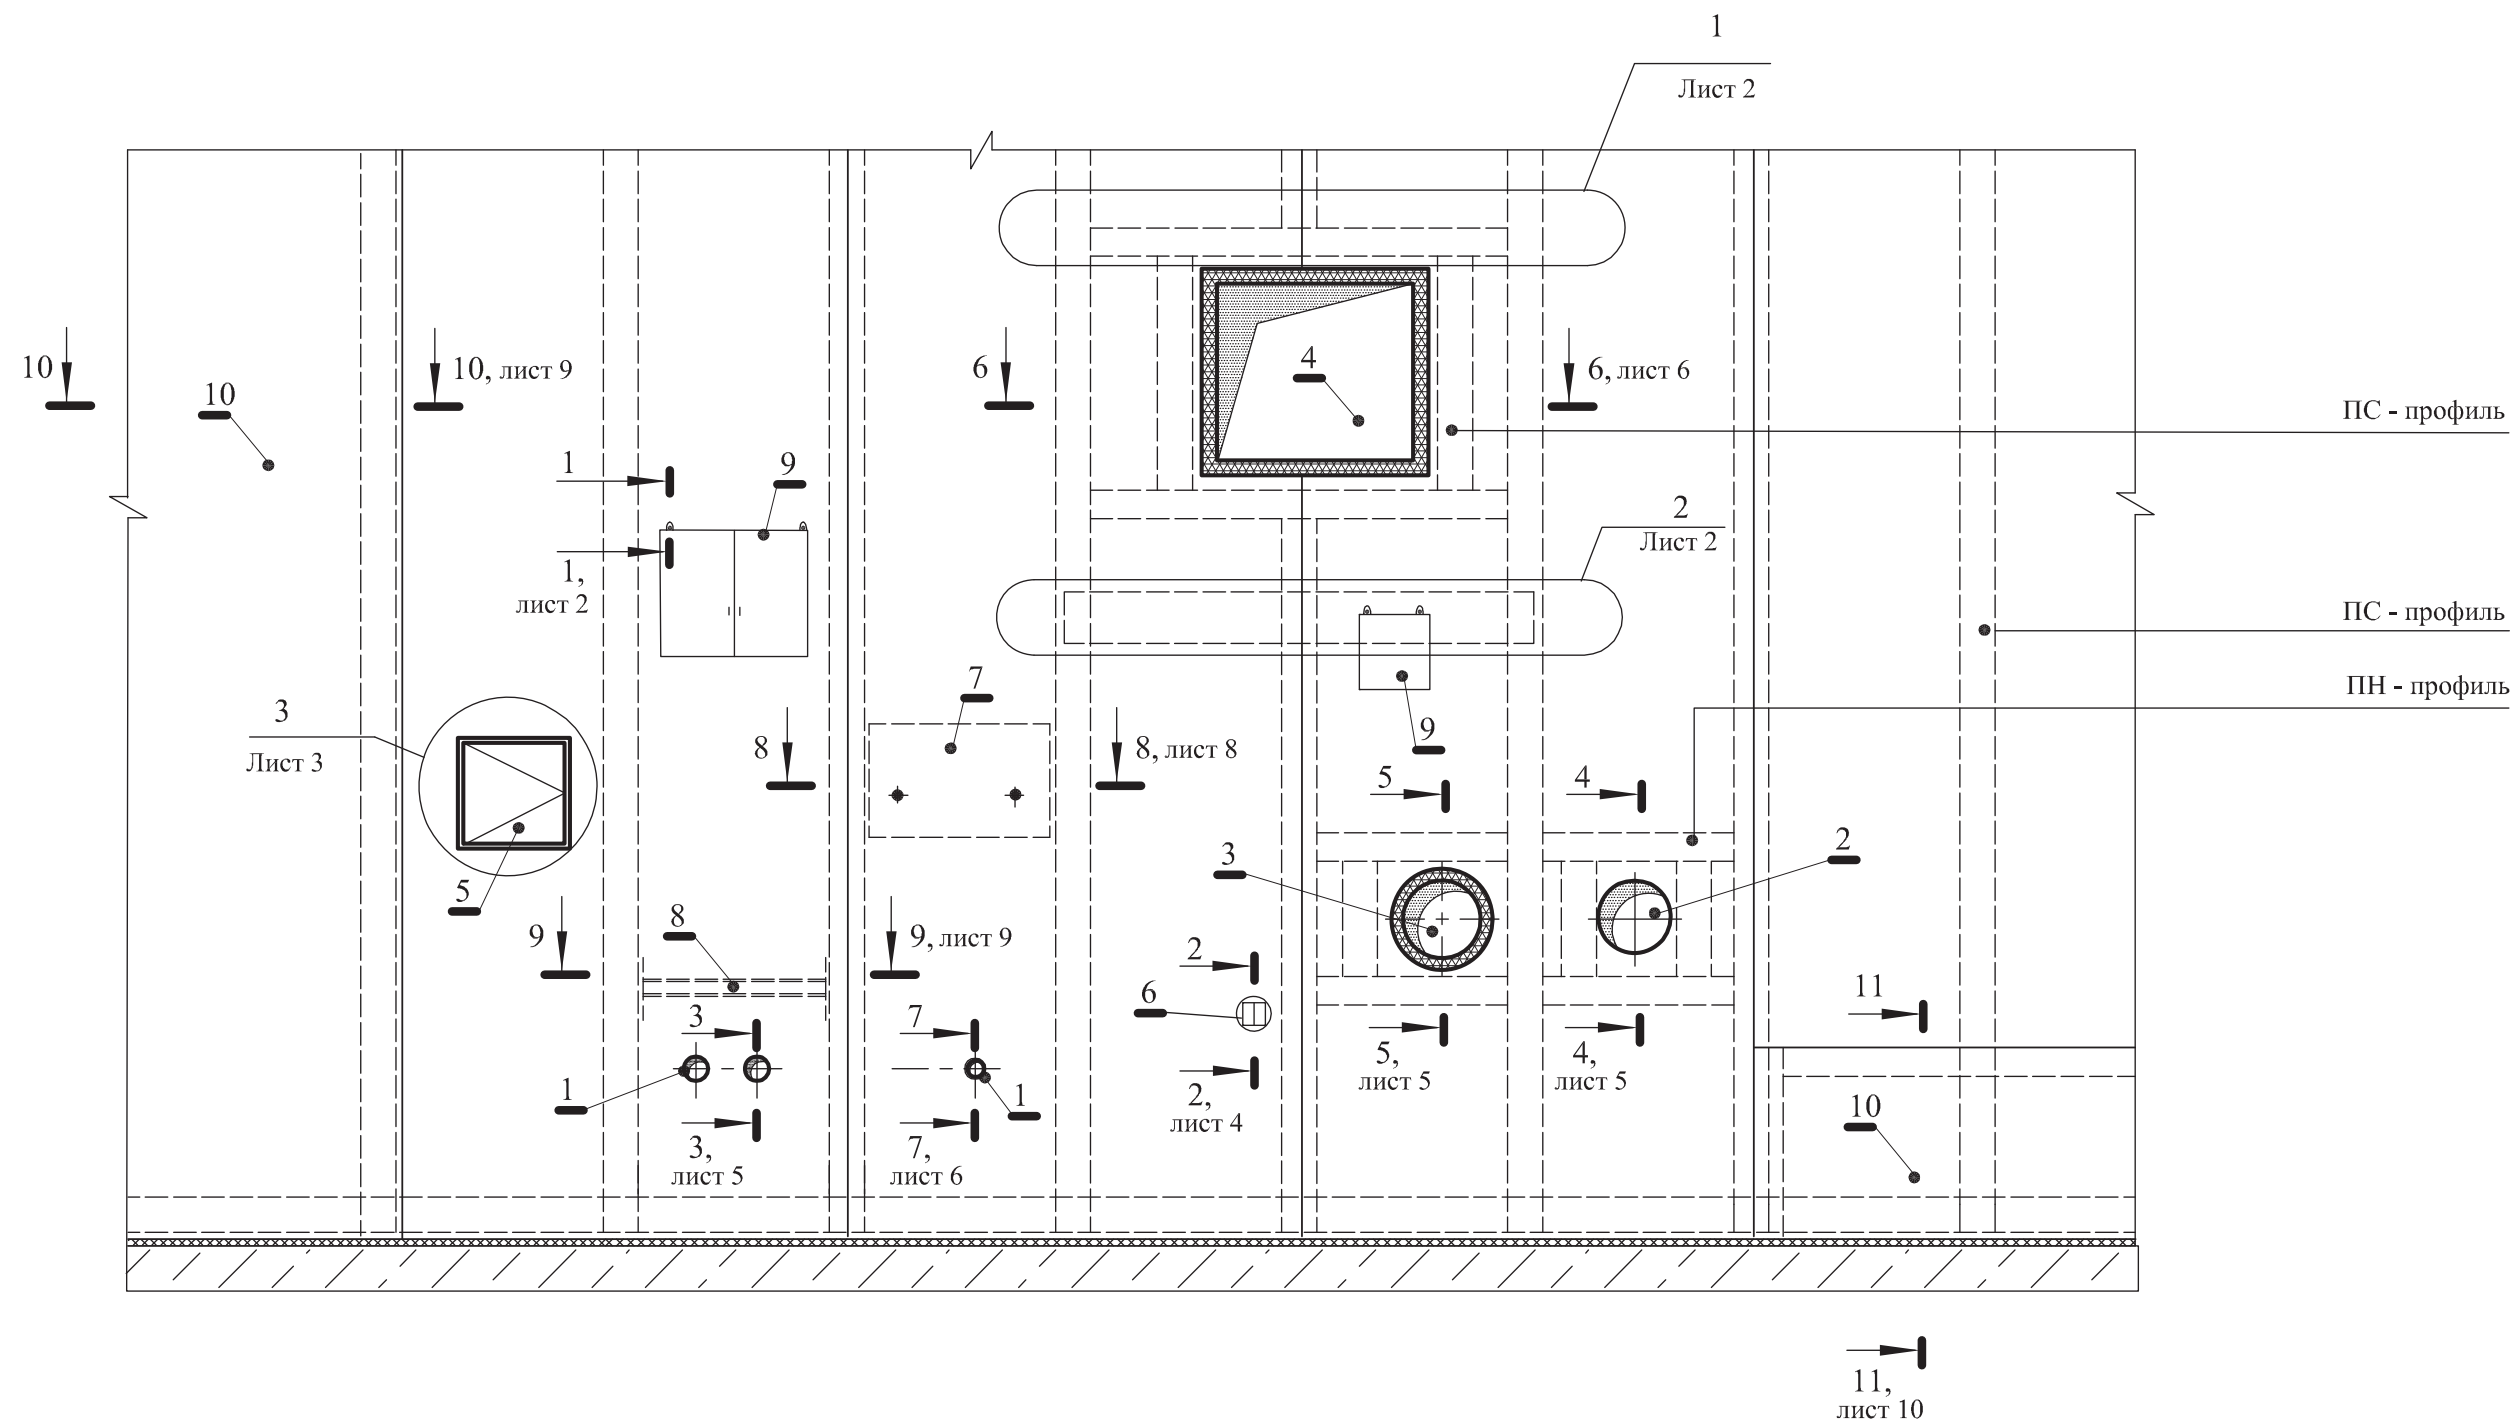 1
Лист 2
10
10
10, лист 9
6
4
6, лист 6
ПС - профиль
1
9
1,
лист 2
2
Лист 2
ПС - профиль
7
ПН - профиль
3
Лист 3
8
8, лист 8
9
5
4
5
3
2
9
8
9, лист 9
2
6
11
3
7
5,
лист 5
4,
лист 5
1
1
2,
лист 4
10
3,
лист 5
7,
лист 6
11,
лист 10